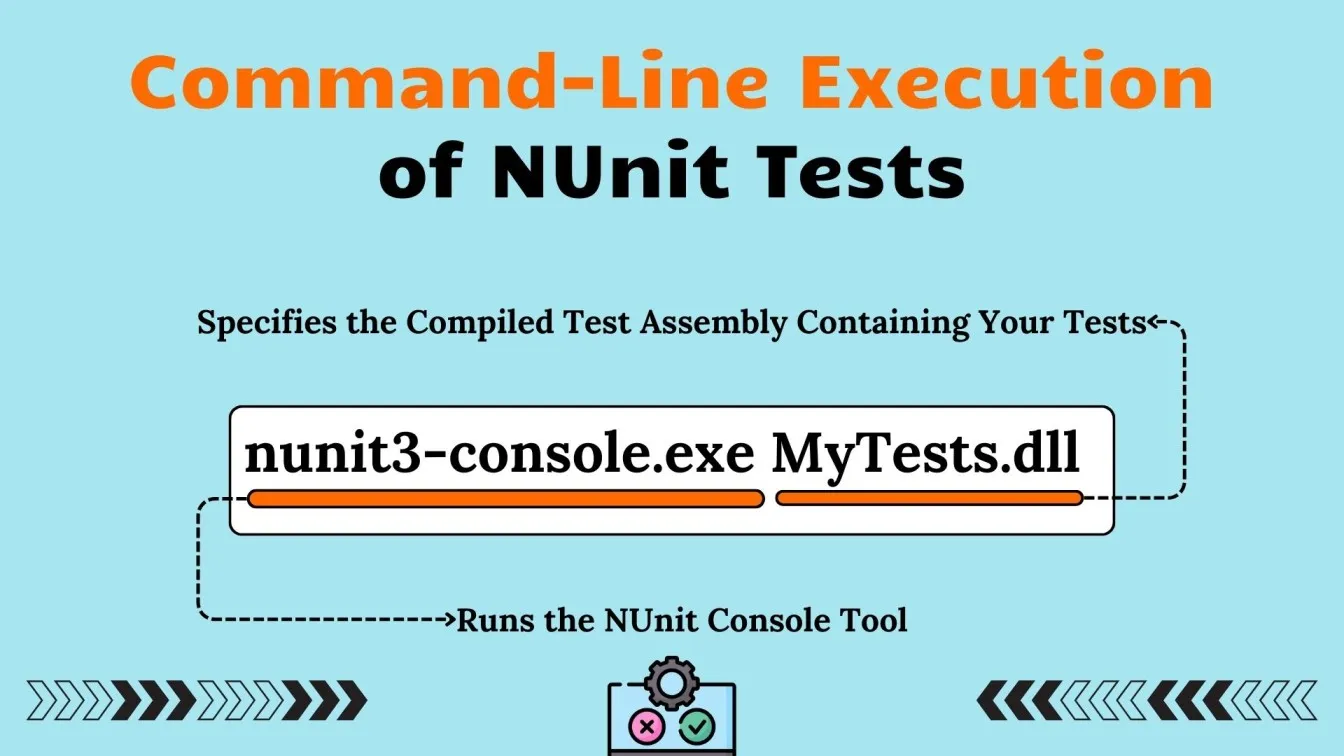 Command-Line Execution
of NUnit Tests
Specifies the Compiled Test Assembly Containing Your Tests
nunit3-console.exe MyTests.dll
Runs the NUnit Console Tool